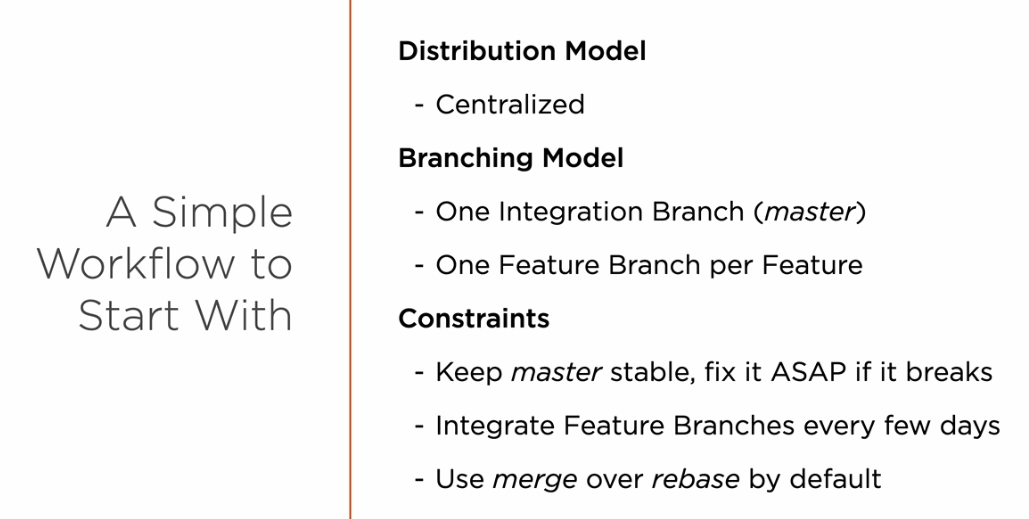 A Simple
Workflow to
Start With
Distribution Model
- Centralized
Branching Model
- One Integration Branch (master)
- One Feature Branch per Feature
Constraints
- Keep master stable, fix it ASAP if it breaks
- Integrate Feature Branches every few days
- Use merge over rebase by default